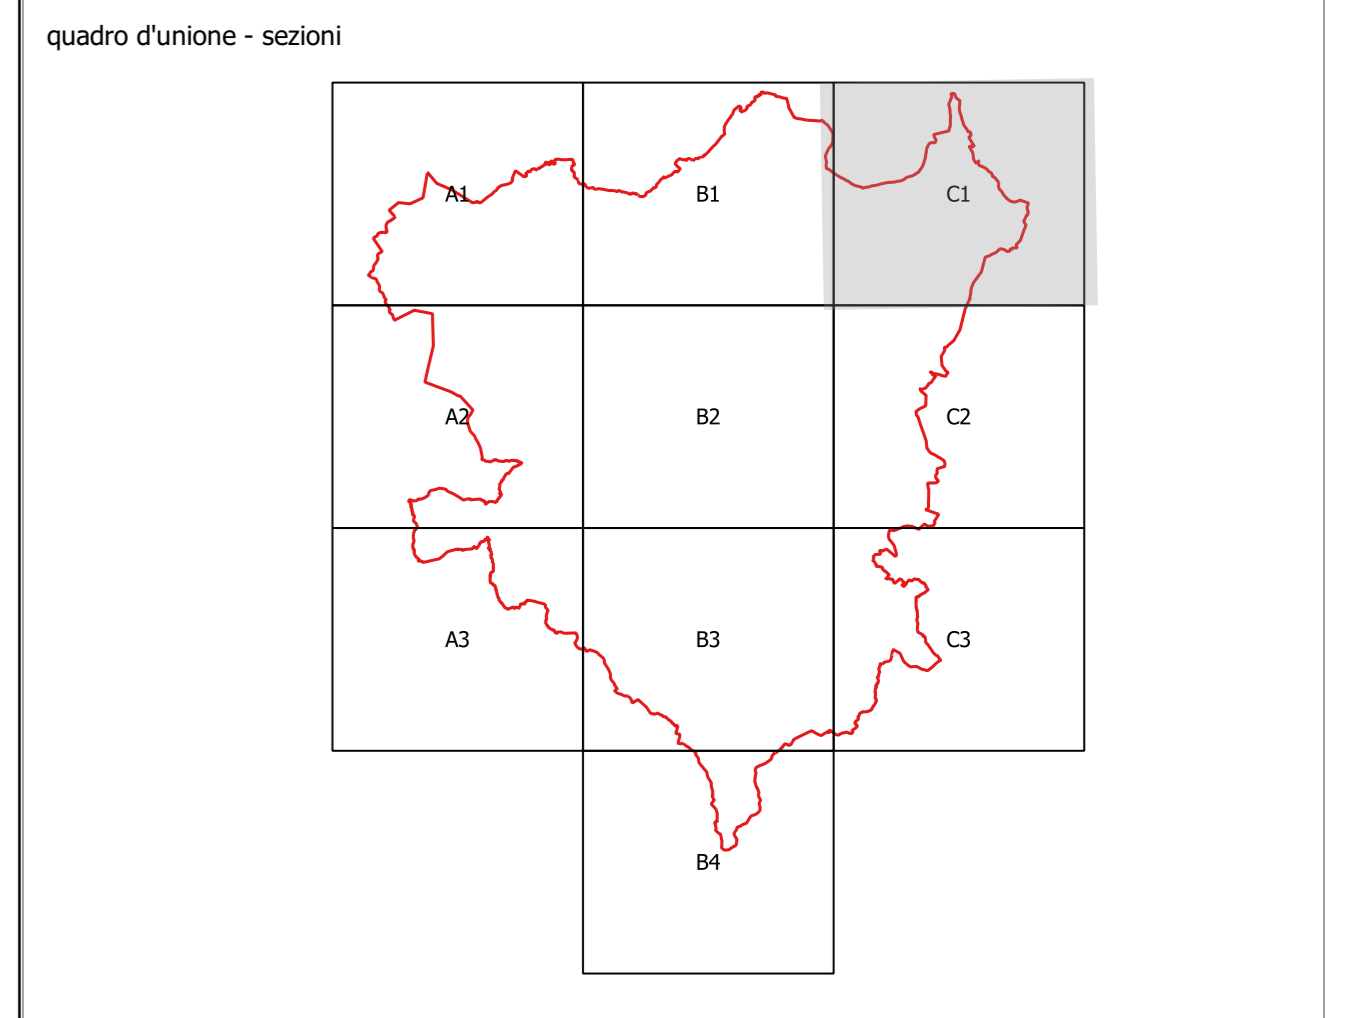 quadro d'unione - sezioni
A1 B1 C1
A2 B2 C2
A3 B3 C3
B4